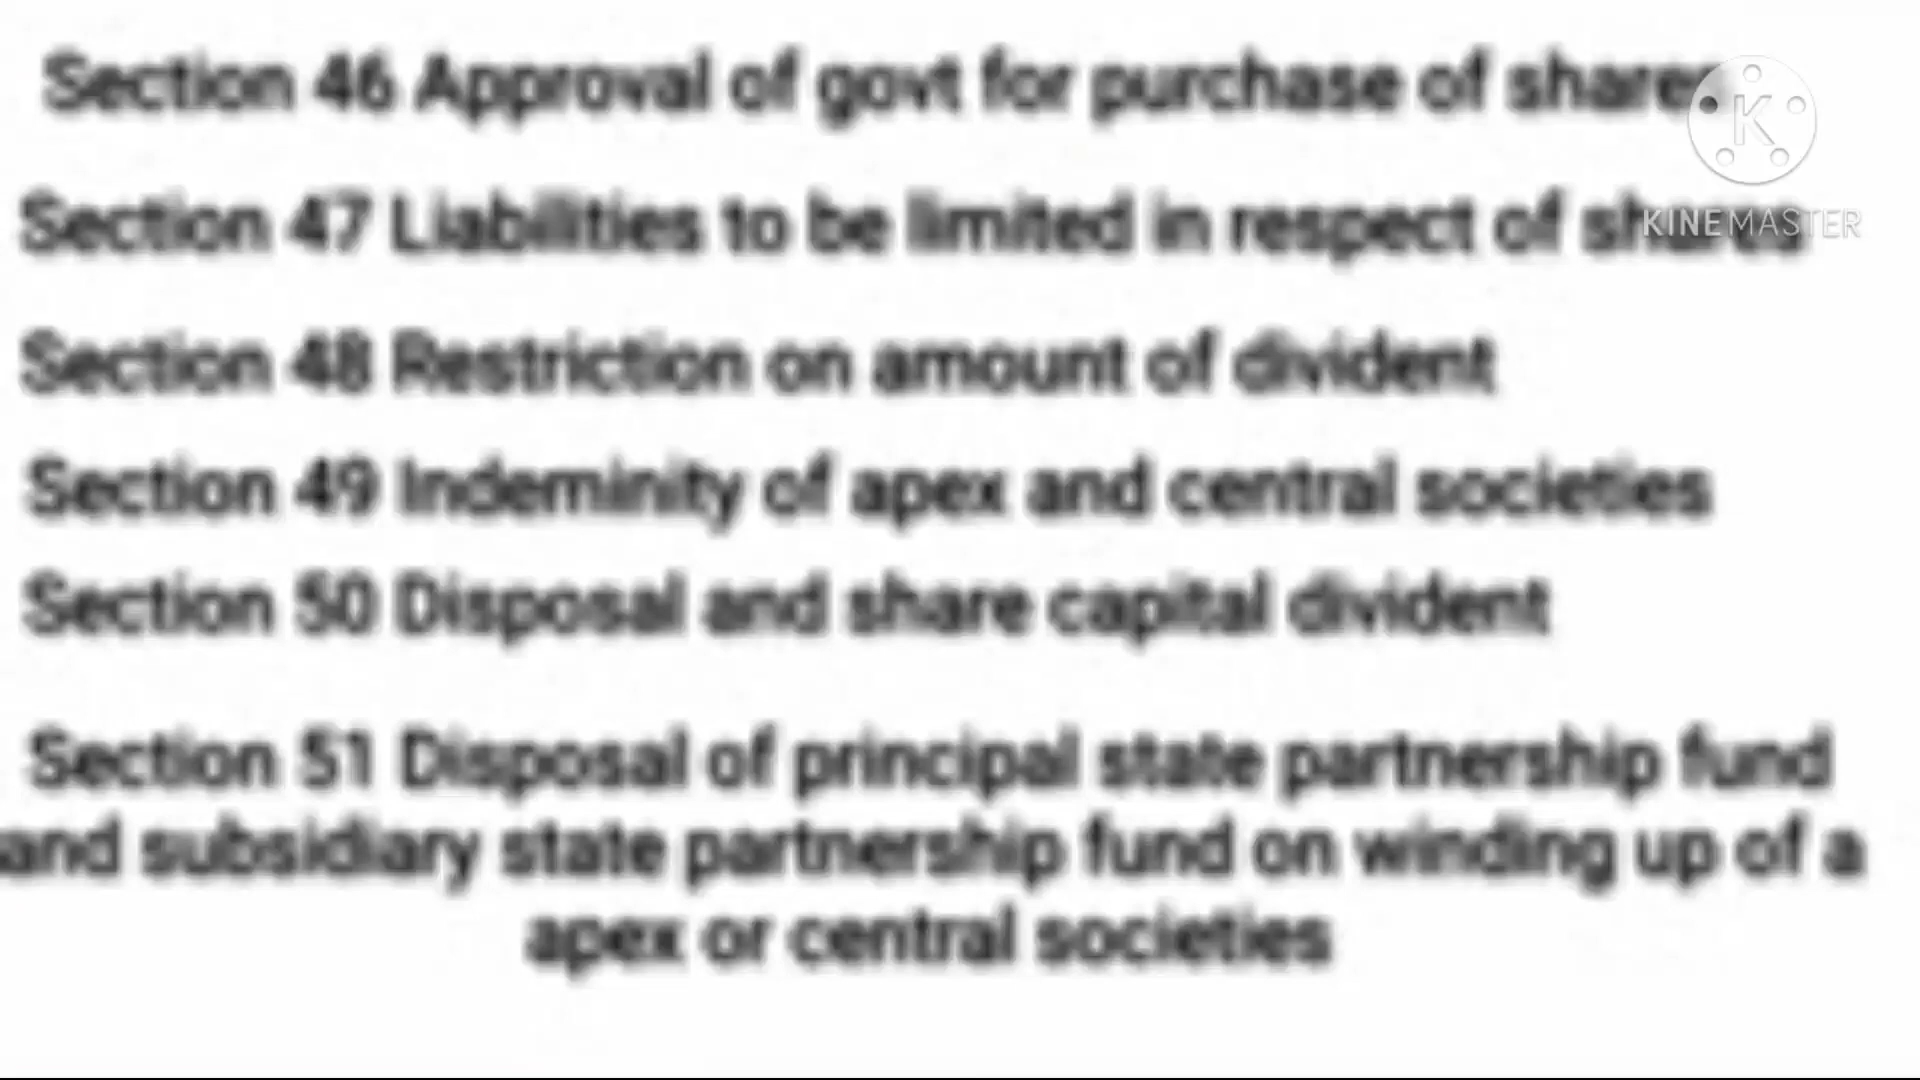 Section 46 Approval of govt for purchase of shares
Section 47 Liabilities to be limited in respect of shares
Section 48 Restriction on amount of divident
Section 49 Indeminity of apex and central societies
Section 50 Disposal and share capital divident
Section 51 Disposal of principal state partnership fund
and subsidiary state partnership fund on winding up of a
apex or central societies
K
KINEMASTER